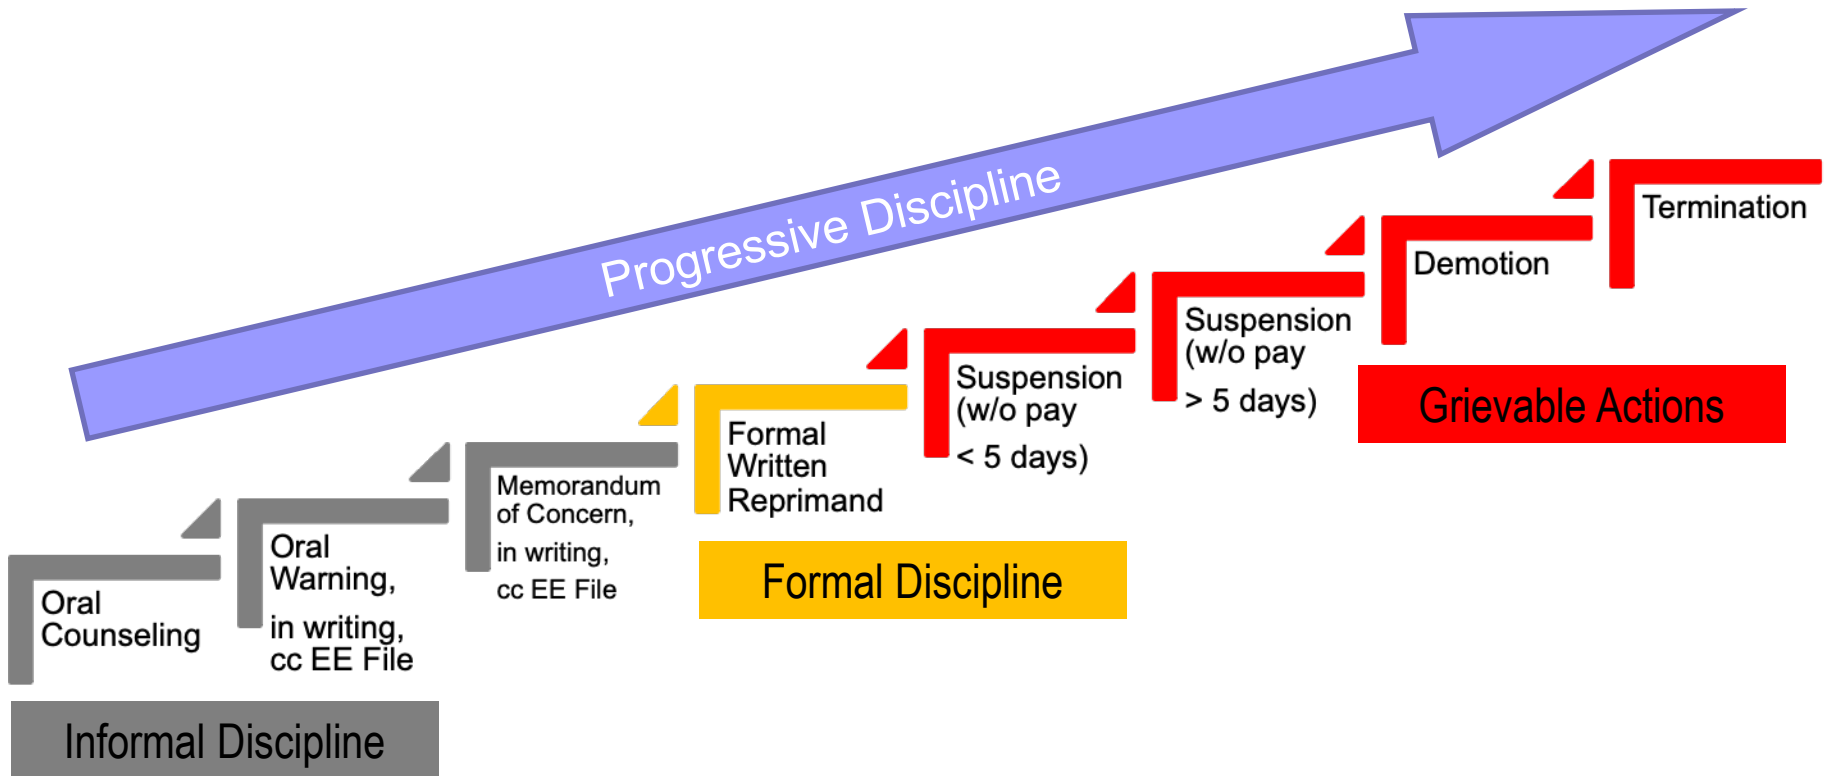 Progressive Discipline
Oral
Counseling
Oral
Warning,
in writing,
cc EE File
Memorandum
of Concern,
in writing,
cc EE File
Formal
Written
Reprimand
Suspension
(w/o pay
< 5 days)
Suspension
(w/o pay
> 5 days)
Demotion
Termination
Informal Discipline
Formal Discipline
Grievable Actions